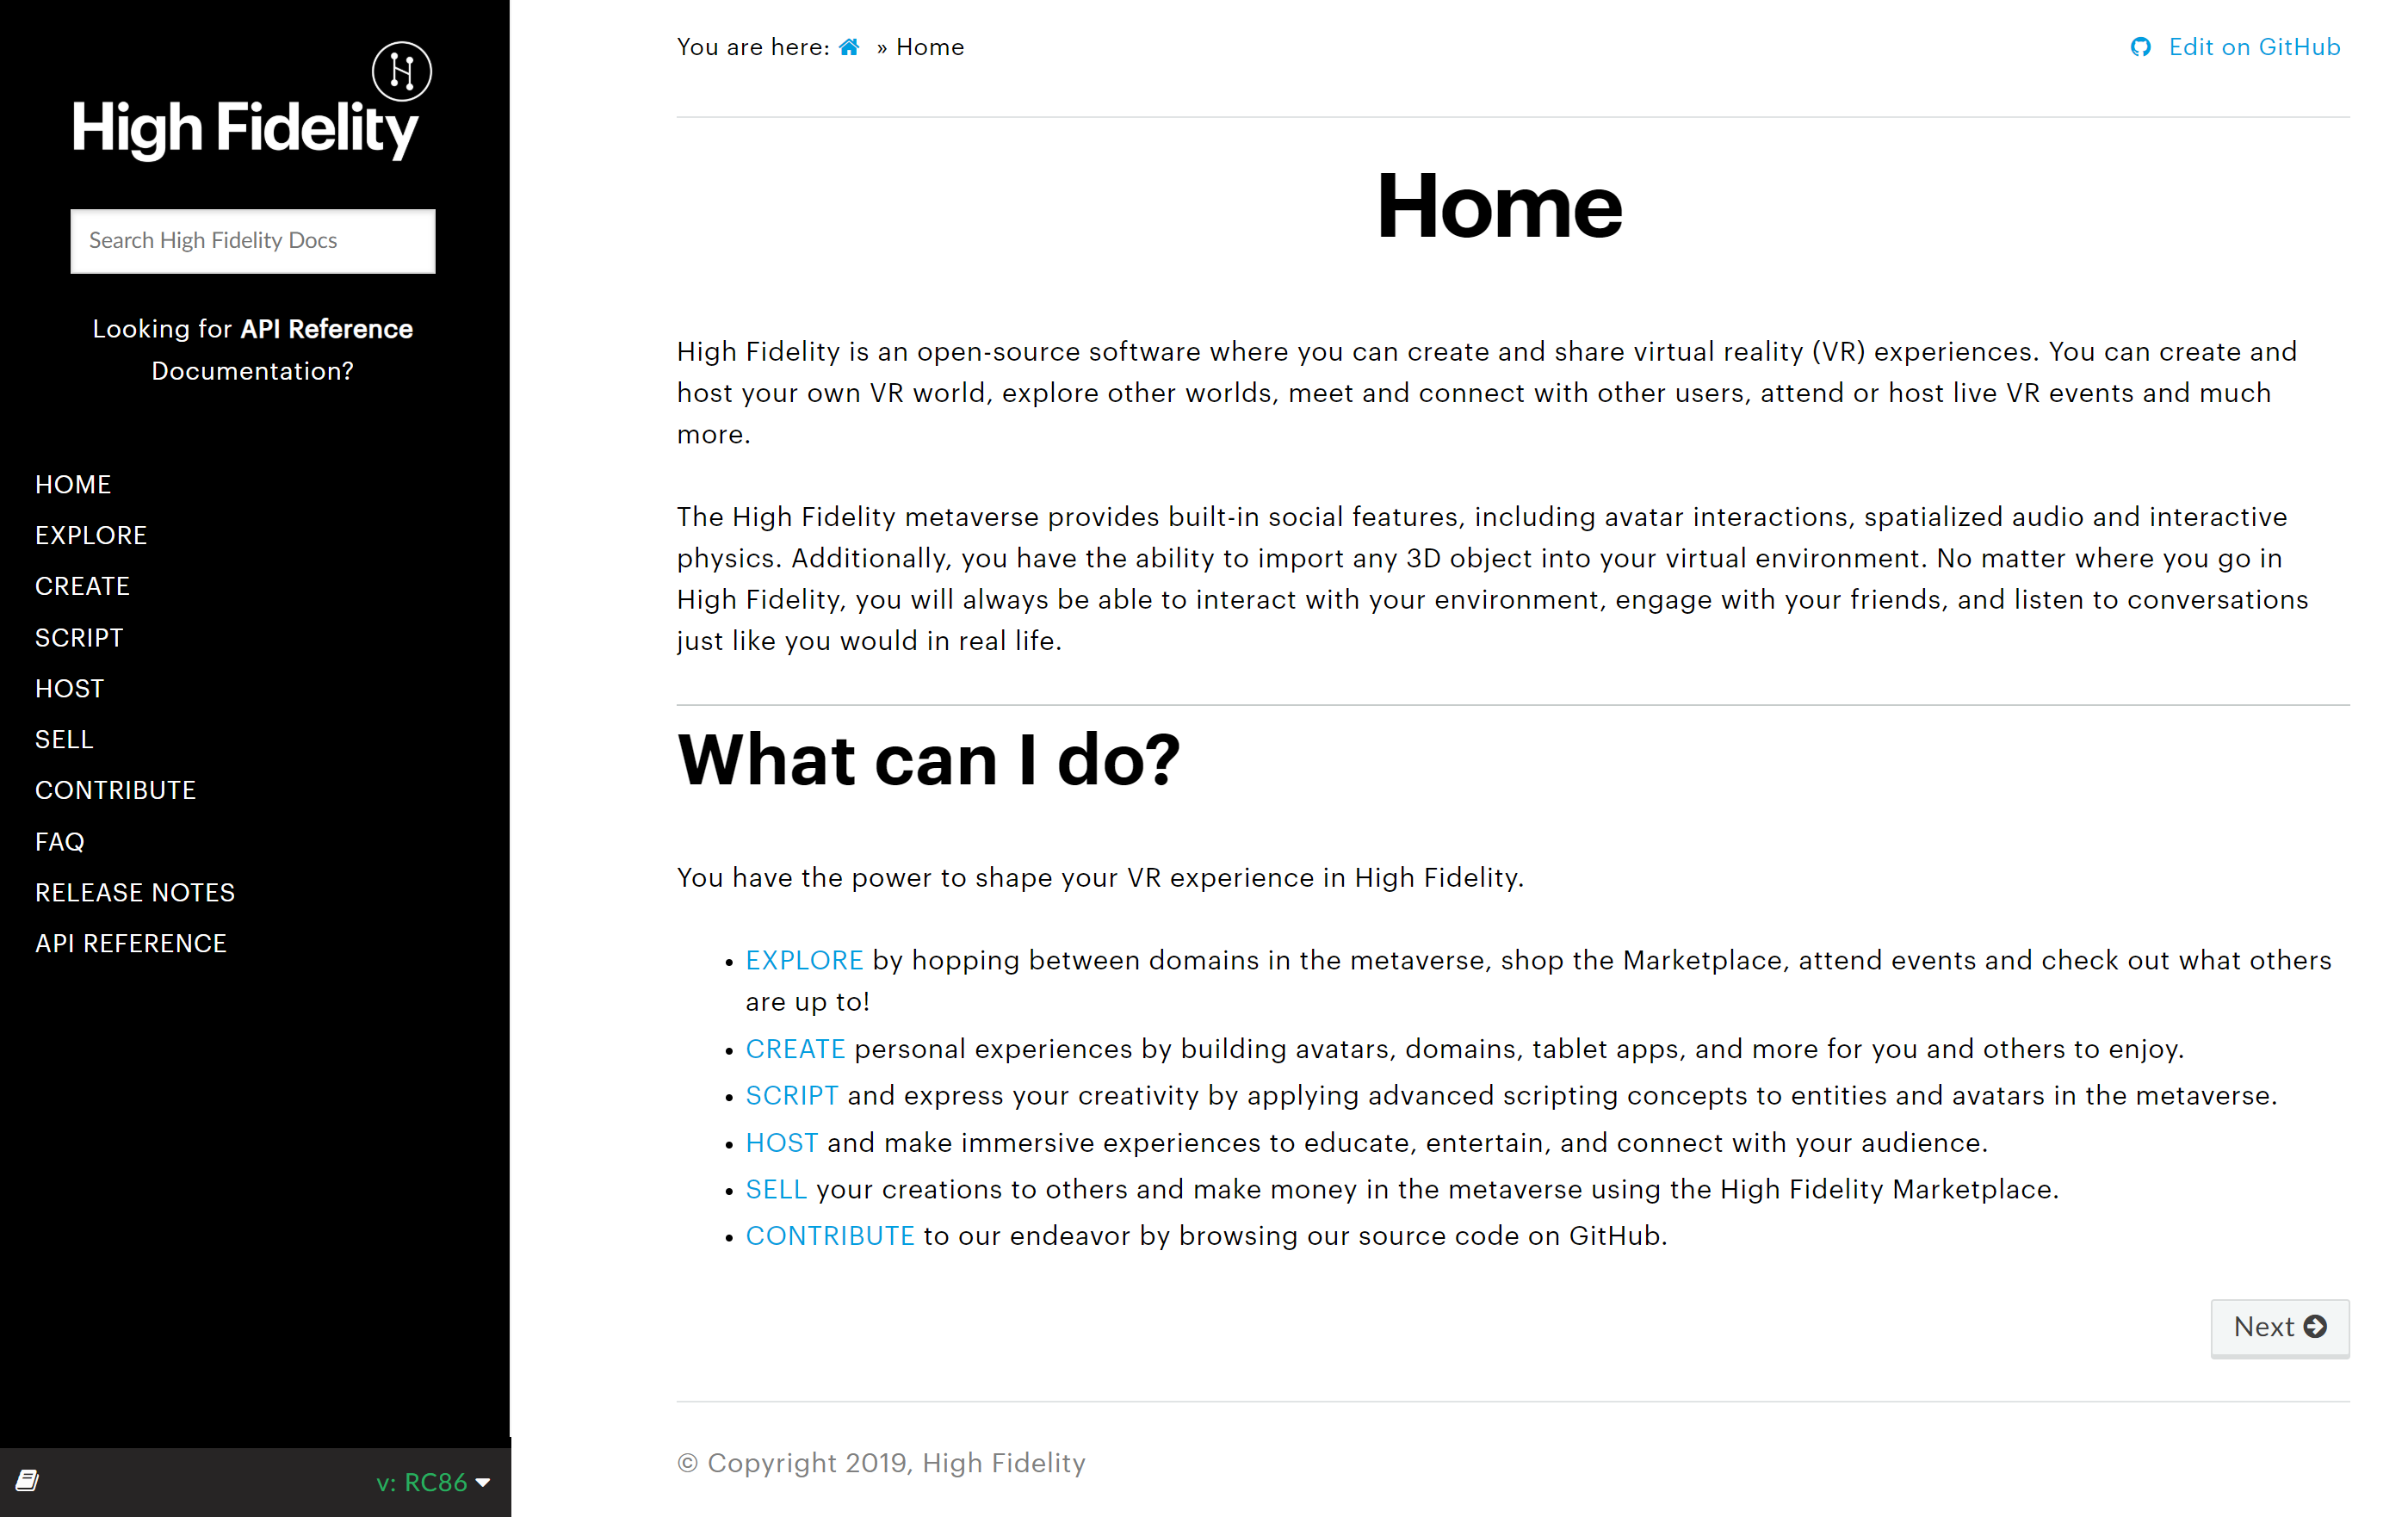 High Fidelity
Search High Fidelity Docs
Looking for API Reference
Documentation?
HOME
EXPLORE
CREATE
SCRIPT
HOST
SELL
CONTRIBUTE
FAQ
RELEASE NOTES
API REFERENCE
v: RC86
You are here: » Home
Edit on GitHub
Home
High Fidelity is an open-source software where you can create and share virtual reality (VR) experiences. You can create and
host your own VR world, explore other worlds, meet and connect with other users, attend or host live VR events and much
more.
The High Fidelity metaverse provides built-in social features, including avatar interactions, spatialized audio and interactive
physics. Additionally, you have the ability to import any 3D object into your virtual environment. No matter where you go in
High Fidelity, you will always be able to interact with your environment, engage with your friends, and listen to conversations
just like you would in real life.
What can I do?
You have the power to shape your VR experience in High Fidelity.
• EXPLORE by hopping between domains in the metaverse, shop the Marketplace, attend events and check out what others
are up to!
• CREATE personal experiences by building avatars, domains, tablet apps, and more for you and others to enjoy.
• SCRIPT and express your creativity by applying advanced scripting concepts to entities and avatars in the metaverse.
• HOST and make immersive experiences to educate, entertain, and connect with your audience.
• SELL your creations to others and make money in the metaverse using the High Fidelity Marketplace.
• CONTRIBUTE to our endeavor by browsing our source code on GitHub.
Next
© Copyright 2019, High Fidelity